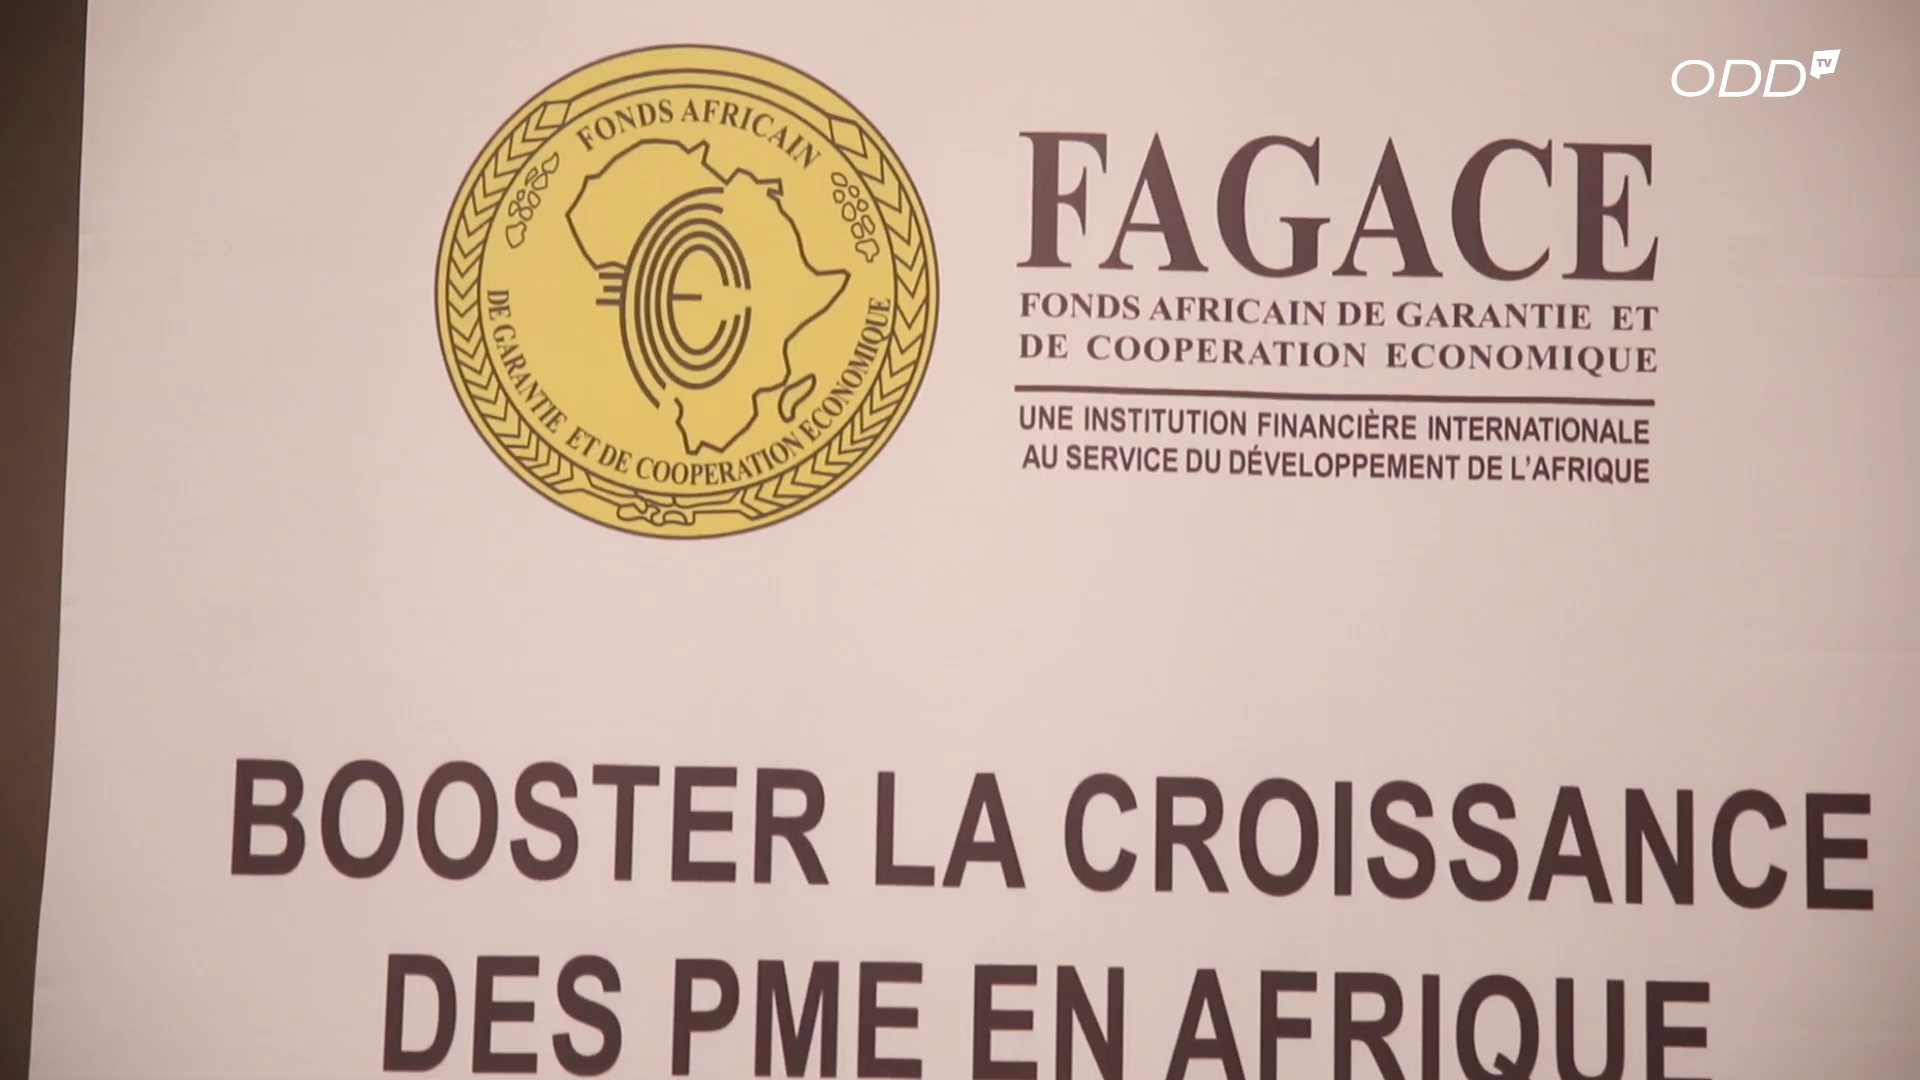 ODD TV
FONDS AFRICAIN
DE GARANTIE ET DE COOPERATION ECONOMIQUE
FAGACE
FONDS AFRICAIN DE GARANTIE ET
DE COOPERATION ECONOMIQUE
UNE INSTITUTION FINANCIÈRE INTERNATIONALE
AU SERVICE DU DÉVELOPPEMENT DE L'AFRIQUE
BOOSTER LA CROISSANCE
DES PME EN AFRIQUE